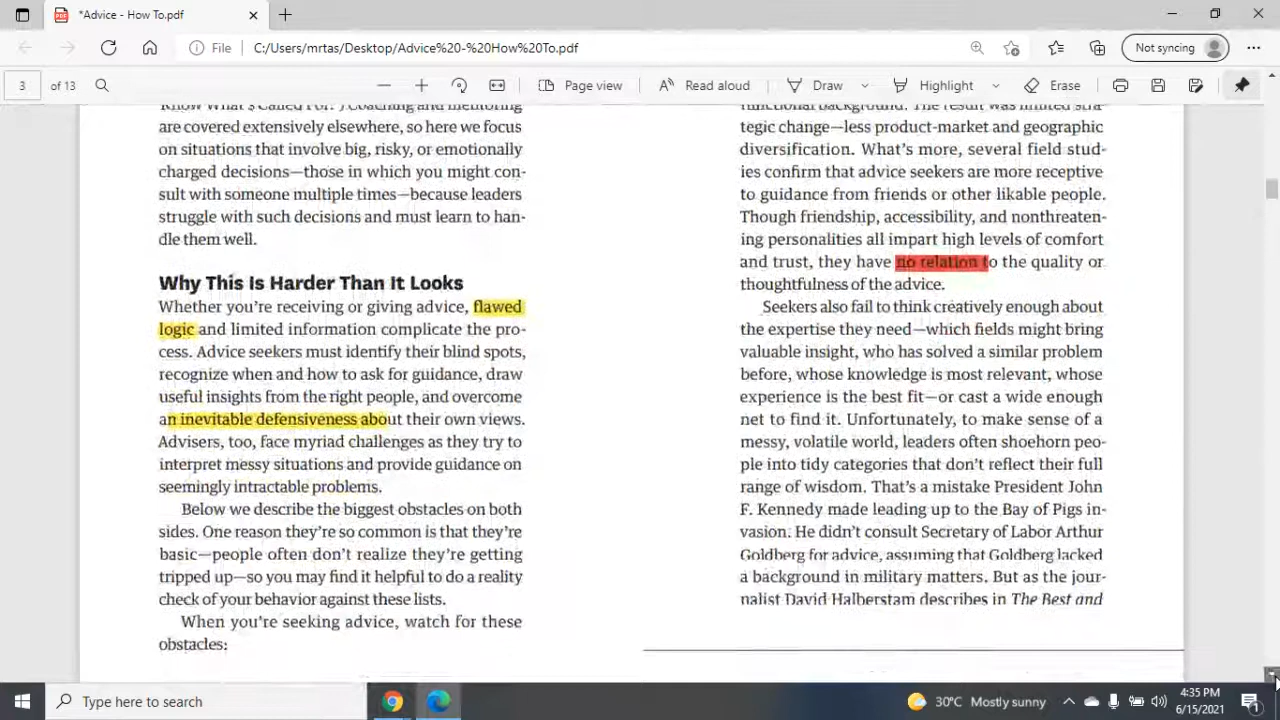 *Advice - How To.pdf
File
C:/Users/mrtas/Desktop/Advice%20-%20How%20To.pdf
Not syncing
3 of 13
Page view
Read aloud
Draw
Highlight
Erase
Know What's Called For?") Coaching and mentoring
are covered extensively elsewhere, so here we focus
on situations that involve big, risky, or emotionally
charged decisions—those in which you might con-
sult with someone multiple times—because leaders
struggle with such decisions and must learn to han-
dle them well.
Why This Is Harder Than It Looks
Whether you're receiving or giving advice, flawed
logic and limited information complicate the pro-
cess. Advice seekers must identify their blind spots,
recognize when and how to ask for guidance, draw
useful insights from the right people, and overcome
an inevitable defensiveness about their own views.
Advisers, too, face myriad challenges as they try to
interpret messy situations and provide guidance on
seemingly intractable problems.
Below we describe the biggest obstacles on both
sides. One reason they're so common is that they're
basic—people often don't realize they're getting
tripped up—so you may find it helpful to do a reality
check of your behavior against these lists.
When you're seeking advice, watch for these
obstacles:
functional background. The result was limited stra-
tegic change—less product-market and geographic
diversification. What's more, several field stud-
ies confirm that advice seekers are more receptive
to guidance from friends or other likable people.
Though friendship, accessibility, and nonthreaten-
ing personalities all impart high levels of comfort
and trust, they have no relation to the quality or
thoughtfulness of the advice.
Seekers also fail to think creatively enough about
the expertise they need—which fields might bring
valuable insight, who has solved a similar problem
before, whose knowledge is most relevant, whose
experience is the best fit—or cast a wide enough
net to find it. Unfortunately, to make sense of a
messy, volatile world, leaders often shoehorn peo-
ple into tidy categories that don't reflect their full
range of wisdom. That's a mistake President John
F. Kennedy made leading up to the Bay of Pigs in-
vasion. He didn't consult Secretary of Labor Arthur
Goldberg for advice, assuming that Goldberg lacked
a background in military matters. But as the jour-
nalist David Halberstam describes in The Best and
Type here to search
30°C Mostly sunny
4:35 PM
6/15/2021
1